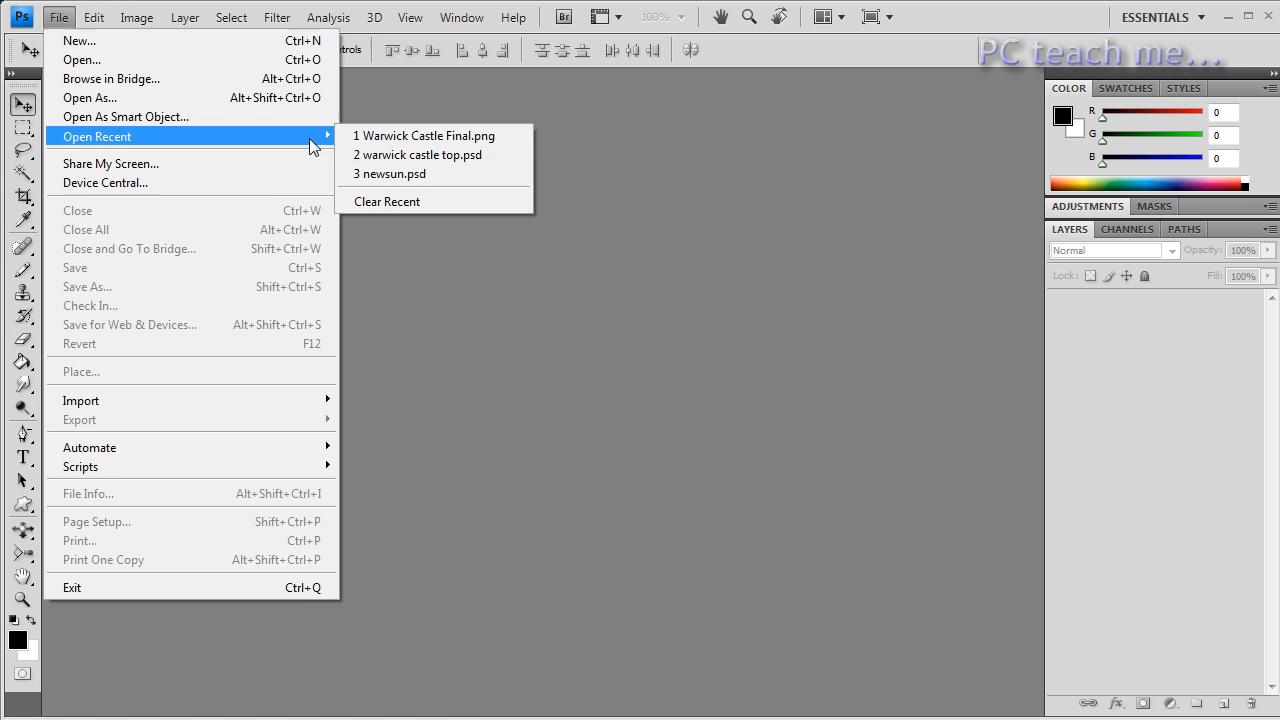 Ps File Edit Image Layer Select Filter Analysis 3D View Window Help Br 100% ESSENTIALS
PC teach me...
New... Ctrl+N
Open... Ctrl+O
Browse in Bridge... Alt+Ctrl+O
Open As... Alt+Shift+Ctrl+O
Open As Smart Object...
Open Recent
1 Warwick Castle Final.png
2 warwick castle top.psd
3 newsun.psd
Clear Recent
Share My Screen...
Device Central...
Close Ctrl+W
Close All Alt+Ctrl+W
Close and Go To Bridge... Shift+Ctrl+W
Save Ctrl+S
Save As... Shift+Ctrl+S
Check In...
Save for Web & Devices... Alt+Shift+Ctrl+S
Revert F12
Place...
Import
Export
Automate
Scripts
File Info... Alt+Shift+Ctrl+I
Page Setup... Shift+Ctrl+P
Print... Ctrl+P
Print One Copy Alt+Shift+Ctrl+P
Exit Ctrl+Q
COLOR SWATCHES STYLES
R 0
G 0
B 0
ADJUSTMENTS MASKS
LAYERS CHANNELS PATHS
Normal Opacity: 100%
Lock: Fill: 100%